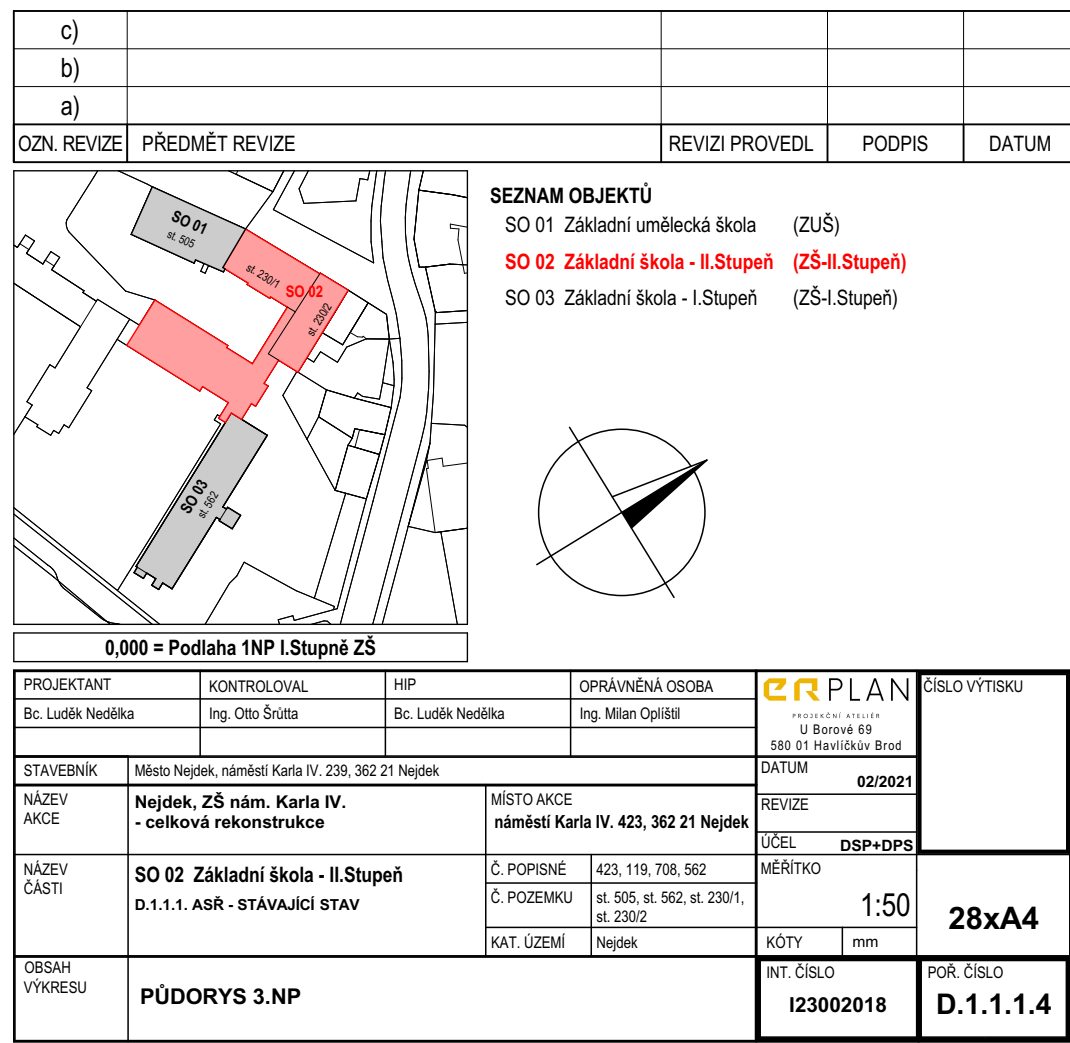 c)
b)
a)
OZN. REVIZE PŘEDMĚT REVIZE REVIZI PROVEDL PODPIS DATUM
SO 01
st. 505
st. 230/1
SO 02
st. 230/2
SO 03
st. 562
SEZNAM OBJEKTŮ
SO 01 Základní umělecká škola (ZUŠ)
SO 02 Základní škola - II.Stupeň (ZŠ-II.Stupeň)
SO 03 Základní škola - I.Stupeň (ZŠ-I.Stupeň)
0,000 = Podlaha 1NP I.Stupně ZŠ
PROJEKTANT KONTROLOVAL HIP OPRÁVNĚNÁ OSOBA
Bc. Luděk Nedělka Ing. Otto Šrůtta Bc. Luděk Nedělka Ing. Milan Oplíštil
ERPLAN
PROJEKČNÍ ATELIÉR
U Borové 69
580 01 Havlíčkův Brod
ČÍSLO VÝTISKU
STAVEBNÍK Město Nejdek, náměstí Karla IV. 239, 362 21 Nejdek
DATUM
02/2021
NÁZEV
AKCE
Nejdek, ZŠ nám. Karla IV.
- celková rekonstrukce
MÍSTO AKCE
náměstí Karla IV. 423, 362 21 Nejdek
REVIZE
ÚČEL DSP+DPS
NÁZEV
ČÁSTI
SO 02 Základní škola - II.Stupeň
D.1.1.1. ASŘ - STÁVAJÍCÍ STAV
Č. POPISNÉ 423, 119, 708, 562
Č. POZEMKU st. 505, st. 562, st. 230/1,
st. 230/2
KAT. ÚZEMÍ Nejdek
MĚŘÍTKO
1:50
KÓTY mm
28xA4
OBSAH
VÝKRESU
PŮDORYS 3.NP
INT. ČÍSLO
I23002018
POŘ. ČÍSLO
D.1.1.1.4